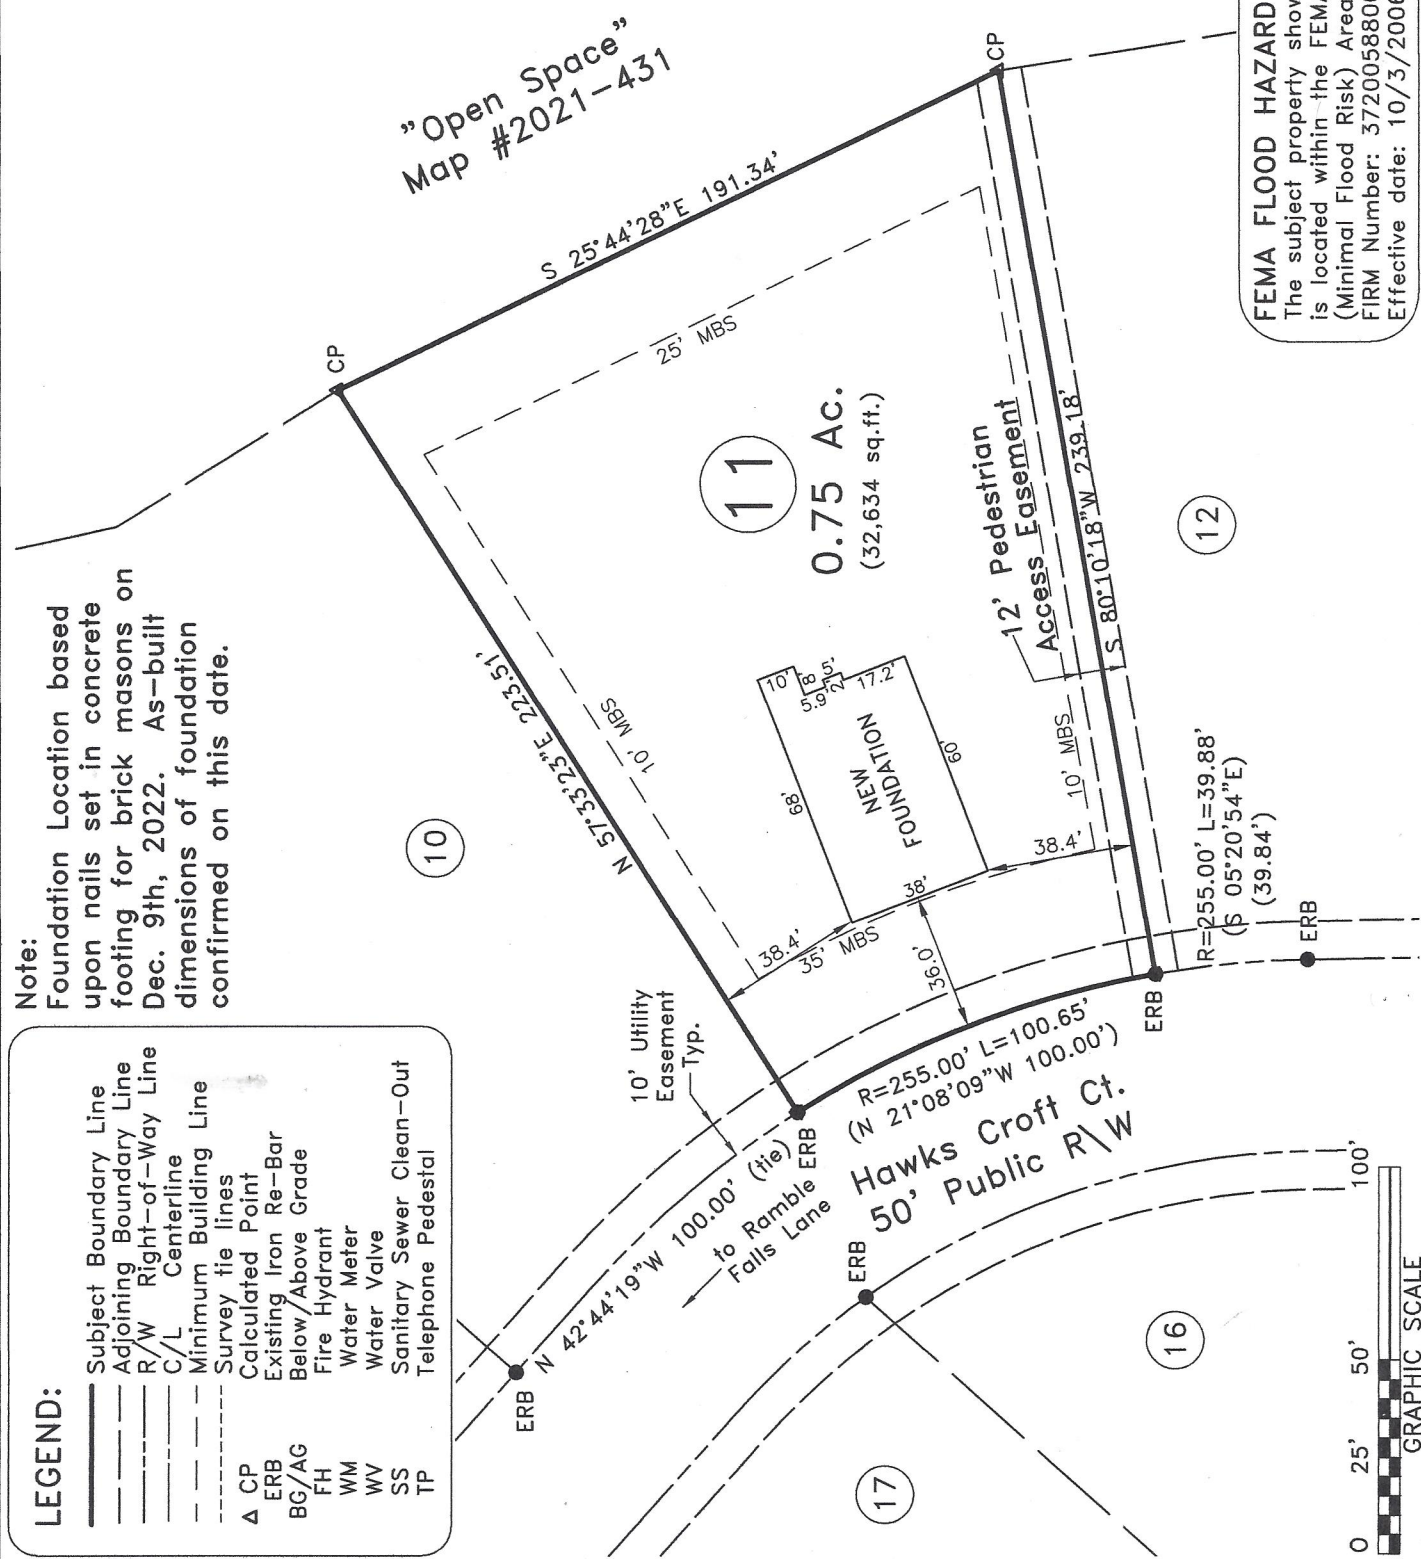 LEGEND:
Subject Boundary Line
Adjoining Boundary Line
R/W Right-of-Way Line
C/L Centerline
Minimum Building Line
Survey tie lines
Δ CP Calculated Point
ERB Existing Iron Re-Bar
BG/AG Below/Above Grade
FH Fire Hydrant
WM Water Meter
WV Water Valve
SS Sanitary Sewer Clean-Out
TP Telephone Pedestal
Note:
Foundation Location based
upon nails set in concrete
footing for brick masons on
Dec. 9th, 2022. As-built
dimensions of foundation
confirmed on this date.
"Open Space"
Map #2021-431
CP
CP
S 25°44'28"E 191.34'
25' MBS
N 57°33'23"E 223.51'
10' MBS
10
11
0.75 Ac.
(32,634 sq.ft.)
12' Pedestrian
Access Easement
S 80°10'18"W 239.18'
10' MBS
12
NEW
FOUNDATION
68'
10'
8'
5.9'
5'
2'
17.2'
60'
38'
38.4'
38.4'
35' MBS
36.0'
10' Utility
Easement
Typ.
R=255.00' L=39.88'
(S 05°20'54"E)
(39.84')
ERB
ERB
ERB
R=255.00' L=100.65'
(N 21°08'09"W 100.00')
Hawks Croft Ct.
50' Public R\W
N 42°44'19"W 100.00' (tie)
to Ramble
Falls Lane
ERB
ERB
16
17
0 25' 50' 100'
GRAPHIC SCALE
FEMA FLOOD HAZARD
The subject property show
is located within the FEMA
(Minimal Flood Risk) Area
FIRM Number: 372005880
Effective date: 10/3/2006